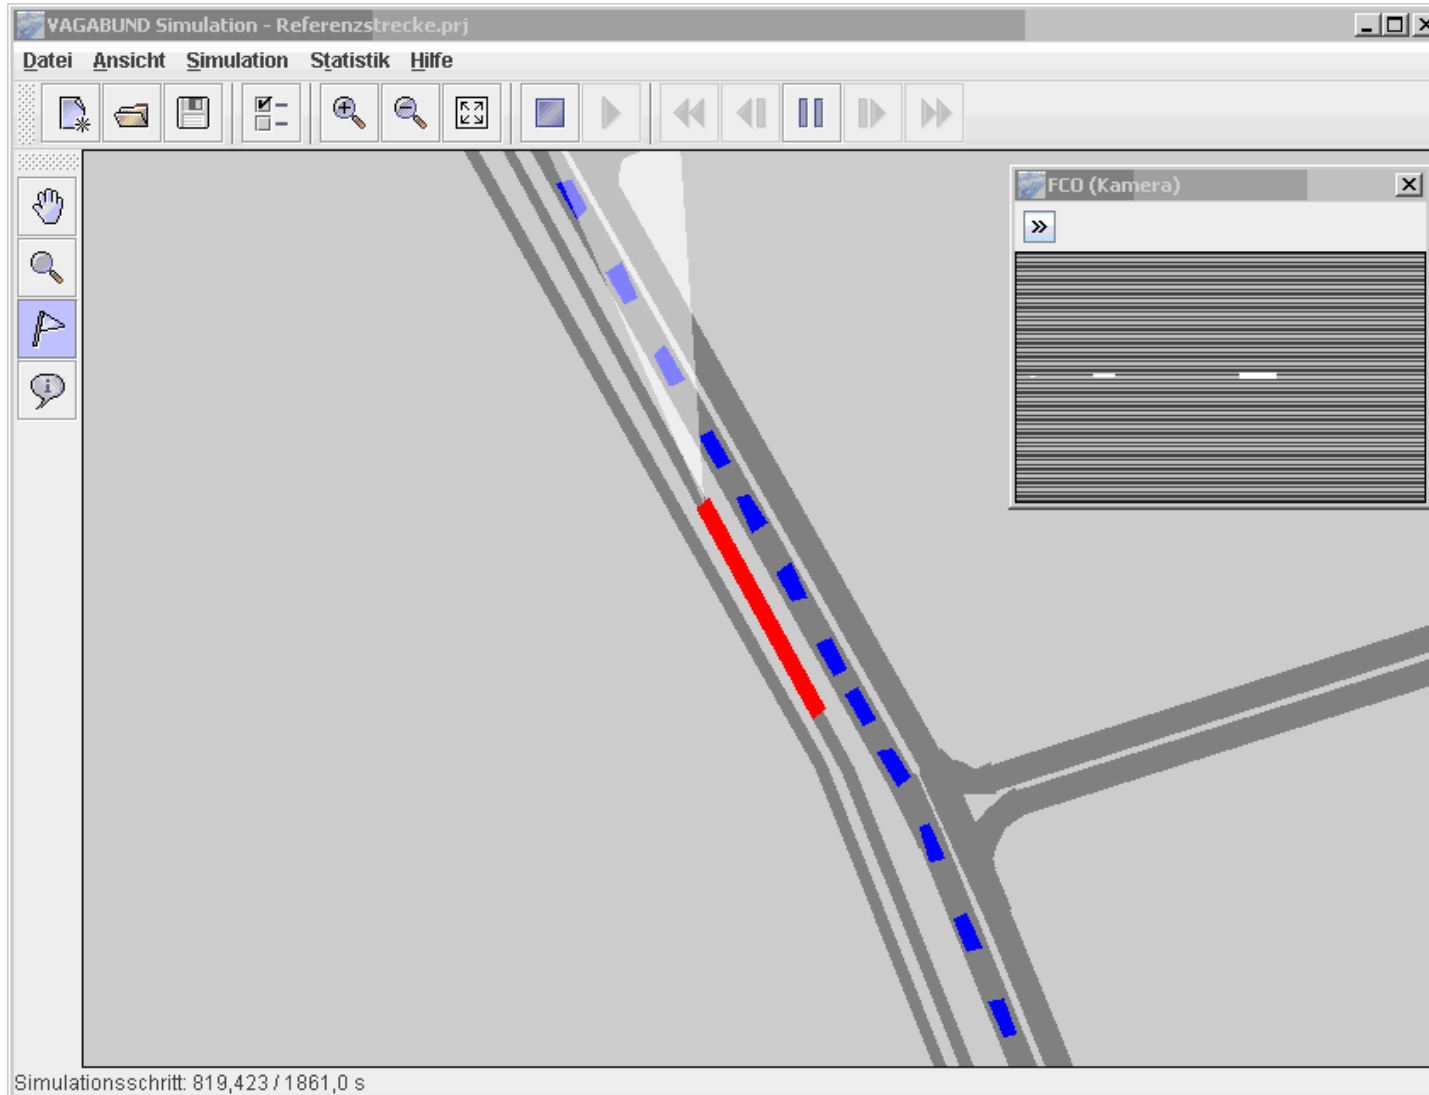 VAGABUND Simulation - Referenzstrecke.prj
Datei Ansicht Simulation Statistik Hilfe
FCO (Kamera)
Simulationsschritt: 819,423 / 1861,0 s